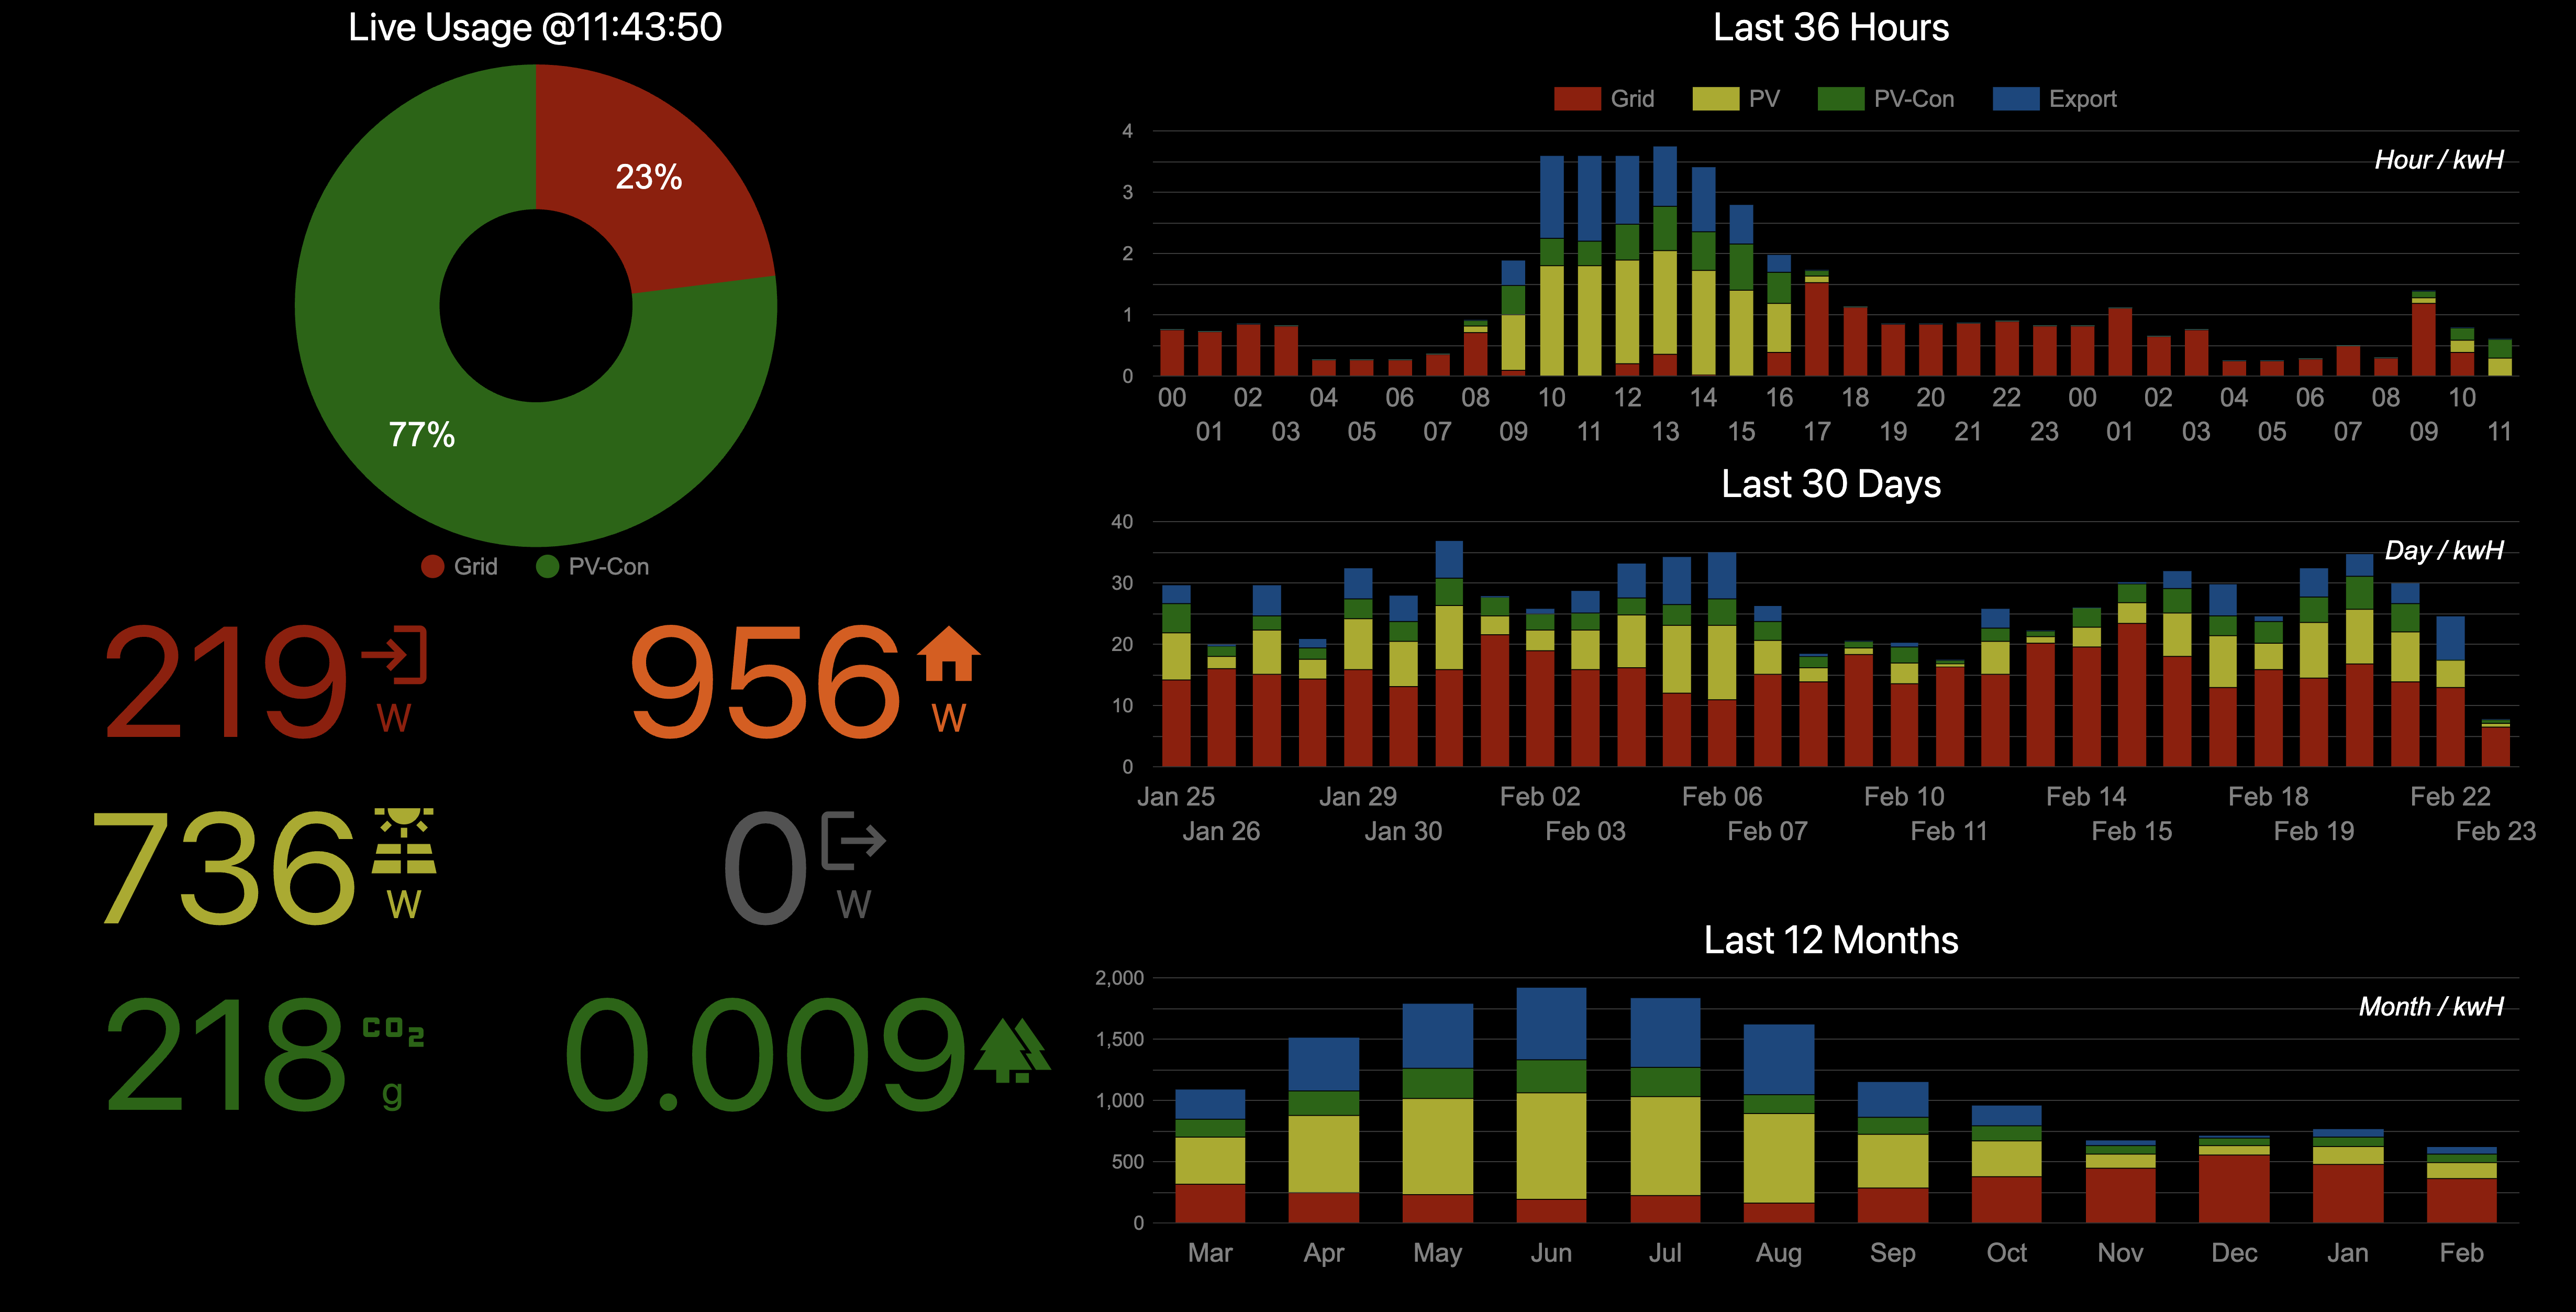 Live Usage @11:43:50
23%
77%
Grid
PV-Con
219
W
956
W
736
W
0
W
218
CO2
g
0.009
Last 36 Hours
Grid PV PV-Con Export
Hour / kwH
4
3
2
1
0
00 02 04 06 08 10 12 14 16 18 20 22 00 02 04 06 08 10
01 03 05 07 09 11 13 15 17 19 21 23 01 03 05 07 09 11
Last 30 Days
Day / kwH
40
30
20
10
0
Jan 25 Jan 29 Feb 02 Feb 06 Feb 10 Feb 14 Feb 18 Feb 22
Jan 26 Jan 30 Feb 03 Feb 07 Feb 11 Feb 15 Feb 19 Feb 23
Last 12 Months
Month / kwH
2,000
1,500
1,000
500
0
Mar Apr May Jun Jul Aug Sep Oct Nov Dec Jan Feb